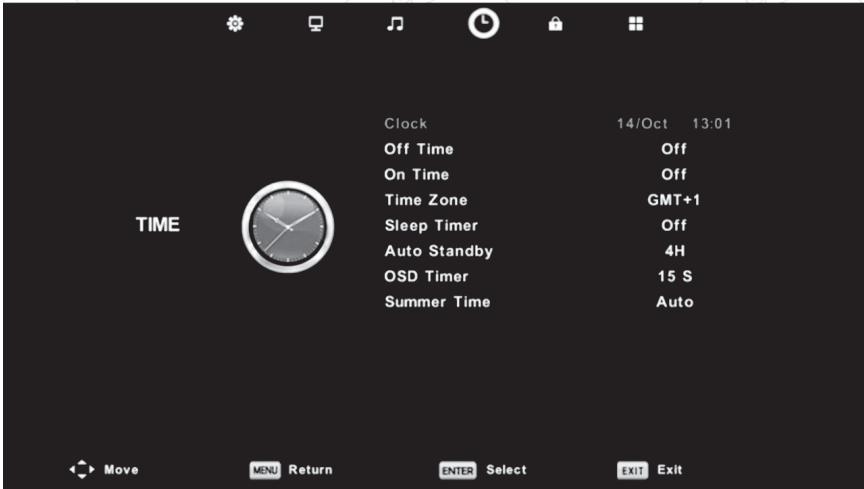 Clock 14/Oct 13:01
Off Time Off
On Time Off
Time Zone GMT+1
TIME
Sleep Timer Off
Auto Standby 4H
OSD Timer 15 S
Summer Time Auto
Move MENU Return ENTER Select EXIT Exit